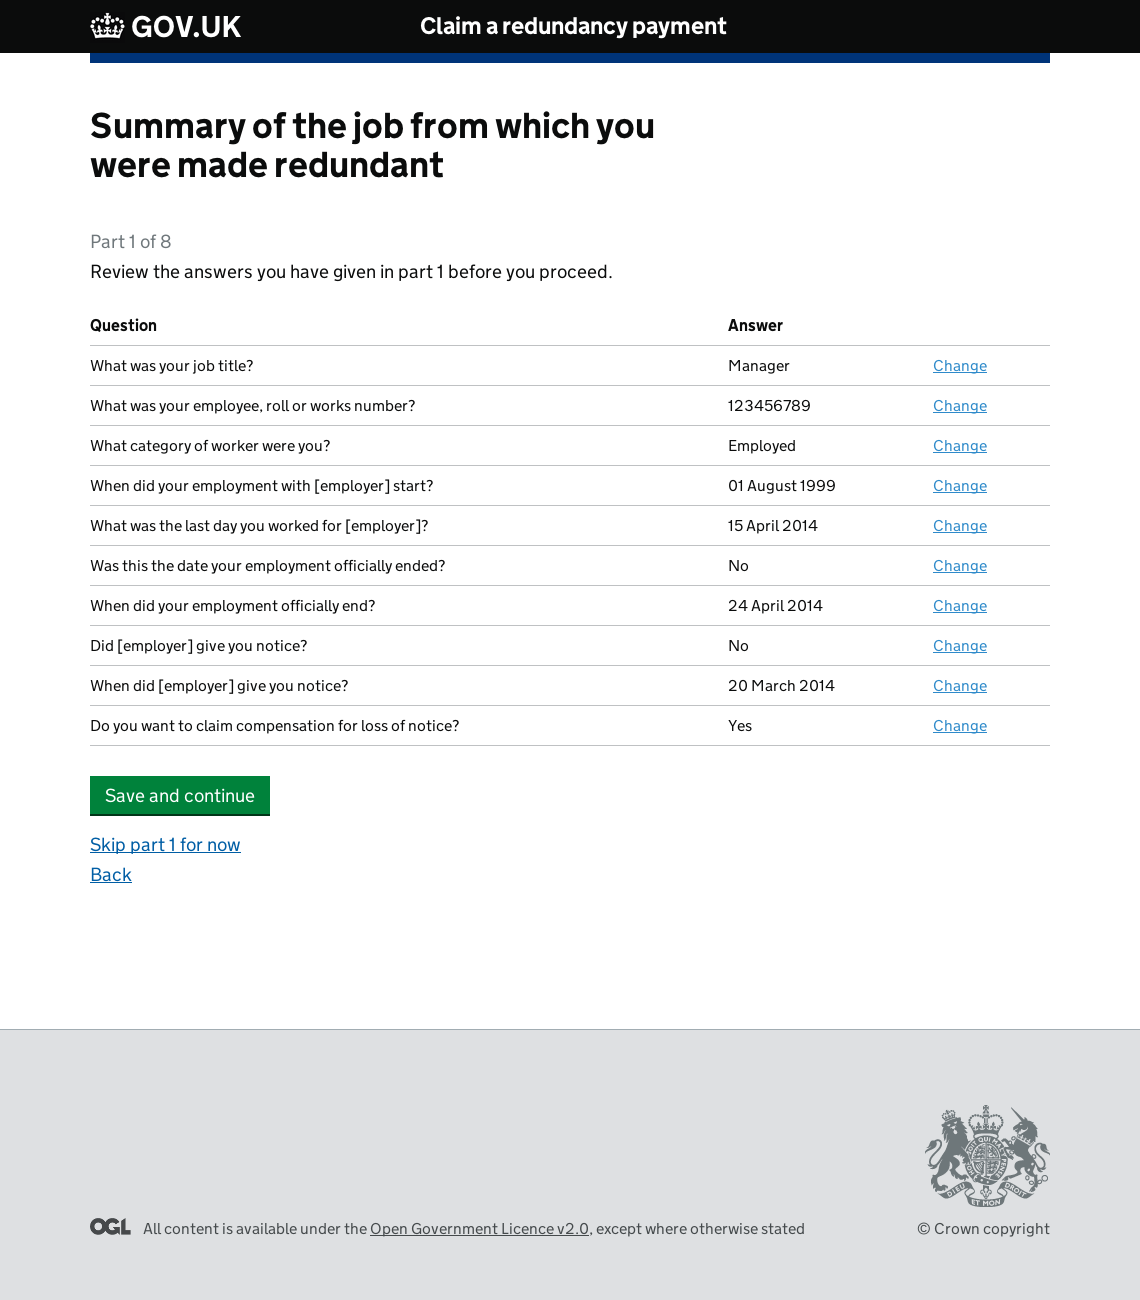 GOV.UK Claim a redundancy payment
Summary of the job from which you
were made redundant
Part 1 of 8
Review the answers you have given in part 1 before you proceed.
Question Answer
What was your job title? Manager Change
What was your employee, roll or works number? 123456789 Change
What category of worker were you? Employed Change
When did your employment with [employer] start? 01 August 1999 Change
What was the last day you worked for [employer]? 15 April 2014 Change
Was this the date your employment officially ended? No Change
When did your employment officially end? 24 April 2014 Change
Did [employer] give you notice? No Change
When did [employer] give you notice? 20 March 2014 Change
Do you want to claim compensation for loss of notice? Yes Change
Save and continue
Skip part 1 for now
Back
DIEU ET MON DROIT
OGL All content is available under the Open Government Licence v2.0, except where otherwise stated © Crown copyright